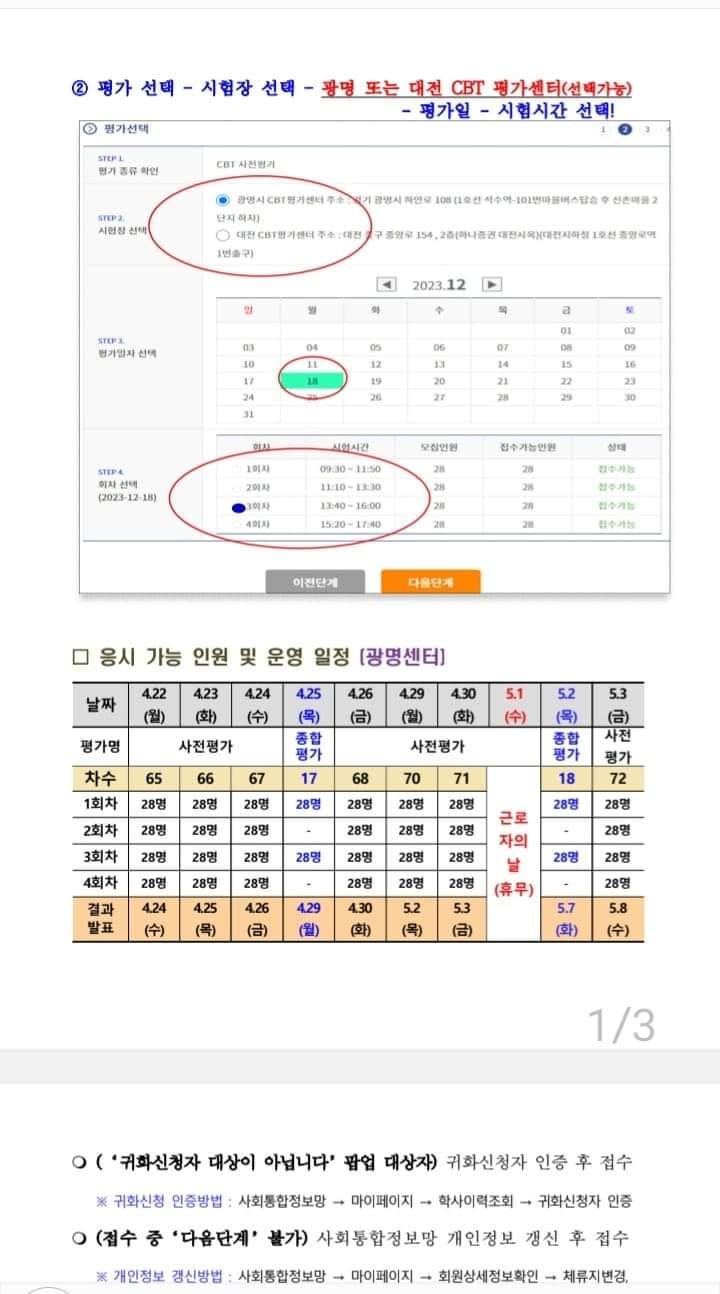 ② 평가 선택 - 시험장 선택 - 광명 또는 대전 CBT 평가센터(선택가능)
- 평가일 - 시험시간 선택!
평가선택 1 2 3 4
STEP 1.
평가 종류 확인 CBT 사전평가
STEP 2.
시험장 선택
광명시 CBT평가센터 주소 : 경기 광명시 하안로 108 (1호선 석수역-101번마을버스탑승 후 신촌마을 2
단지 하차)
대전 CBT평가센터 주소 : 대전 중구 중앙로 154 , 2층(하나증권 대전사옥)(대전지하철 1호선 중앙로역
1번출구)
◀ 2023.12 ▶
STEP 3.
평가일자 선택
일 월 화 수 목 금 토
01 02
03 04 05 06 07 08 09
10 11 12 13 14 15 16
17 18 19 20 21 22 23
24 25 26 27 28 29 30
31
STEP 4.
회차 선택
(2023-12-18)
회차 시험시간 모집인원 접수가능인원 상태
1회차 09:30 ~ 11:50 28 28 접수가능
2회차 11:10 ~ 13:30 28 28 접수가능
3회차 13:40 ~ 16:00 28 28 접수가능
4회차 15:20 ~ 17:40 28 28 접수가능
이전단계 다음단계
□ 응시 가능 인원 및 운영 일정 [광명센터]
날짜 4.22 4.23 4.24 4.25 4.26 4.29 4.30 5.1 5.2 5.3
(월) (화) (수) (목) (금) (월) (화) (수) (목) (금)
평가명 사전평가 종합 평가 사전평가 종합 평가 사전 평가
차수 65 66 67 17 68 70 71 18 72
1회차 28명 28명 28명 28명 28명 28명 28명 28명 28명
2회차 28명 28명 28명 - 28명 28명 28명 - 28명
3회차 28명 28명 28명 28명 28명 28명 28명 28명 28명
4회차 28명 28명 28명 - 28명 28명 28명 - 28명
근로
자의
날
(휴무)
결과 4.24 4.25 4.26 4.29 4.30 5.2 5.3 5.7 5.8
발표 (수) (목) (금) (월) (화) (목) (금) (화) (수)
1/3
❍ ( '귀화신청자 대상이 아닙니다' 팝업 대상자) 귀화신청자 인증 후 접수
※ 귀화신청 인증방법 : 사회통합정보망 → 마이페이지 → 학사이력조회 → 귀화신청자 인증
❍ (접수 중 '다음단계' 불가) 사회통합정보망 개인정보 갱신 후 접수
※ 개인정보 갱신방법 : 사회통합정보망 → 마이페이지 → 회원상세정보확인 → 체류지변경,